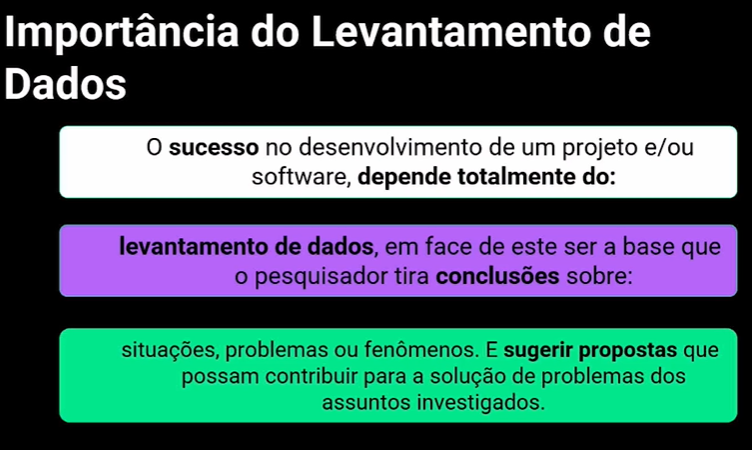 Importância do Levantamento de
Dados
O sucesso no desenvolvimento de um projeto e/ou
software, depende totalmente do:
levantamento de dados, em face de este ser a base que
o pesquisador tira conclusões sobre:
situações, problemas ou fenômenos. E sugerir propostas que
possam contribuir para a solução de problemas dos
assuntos investigados.